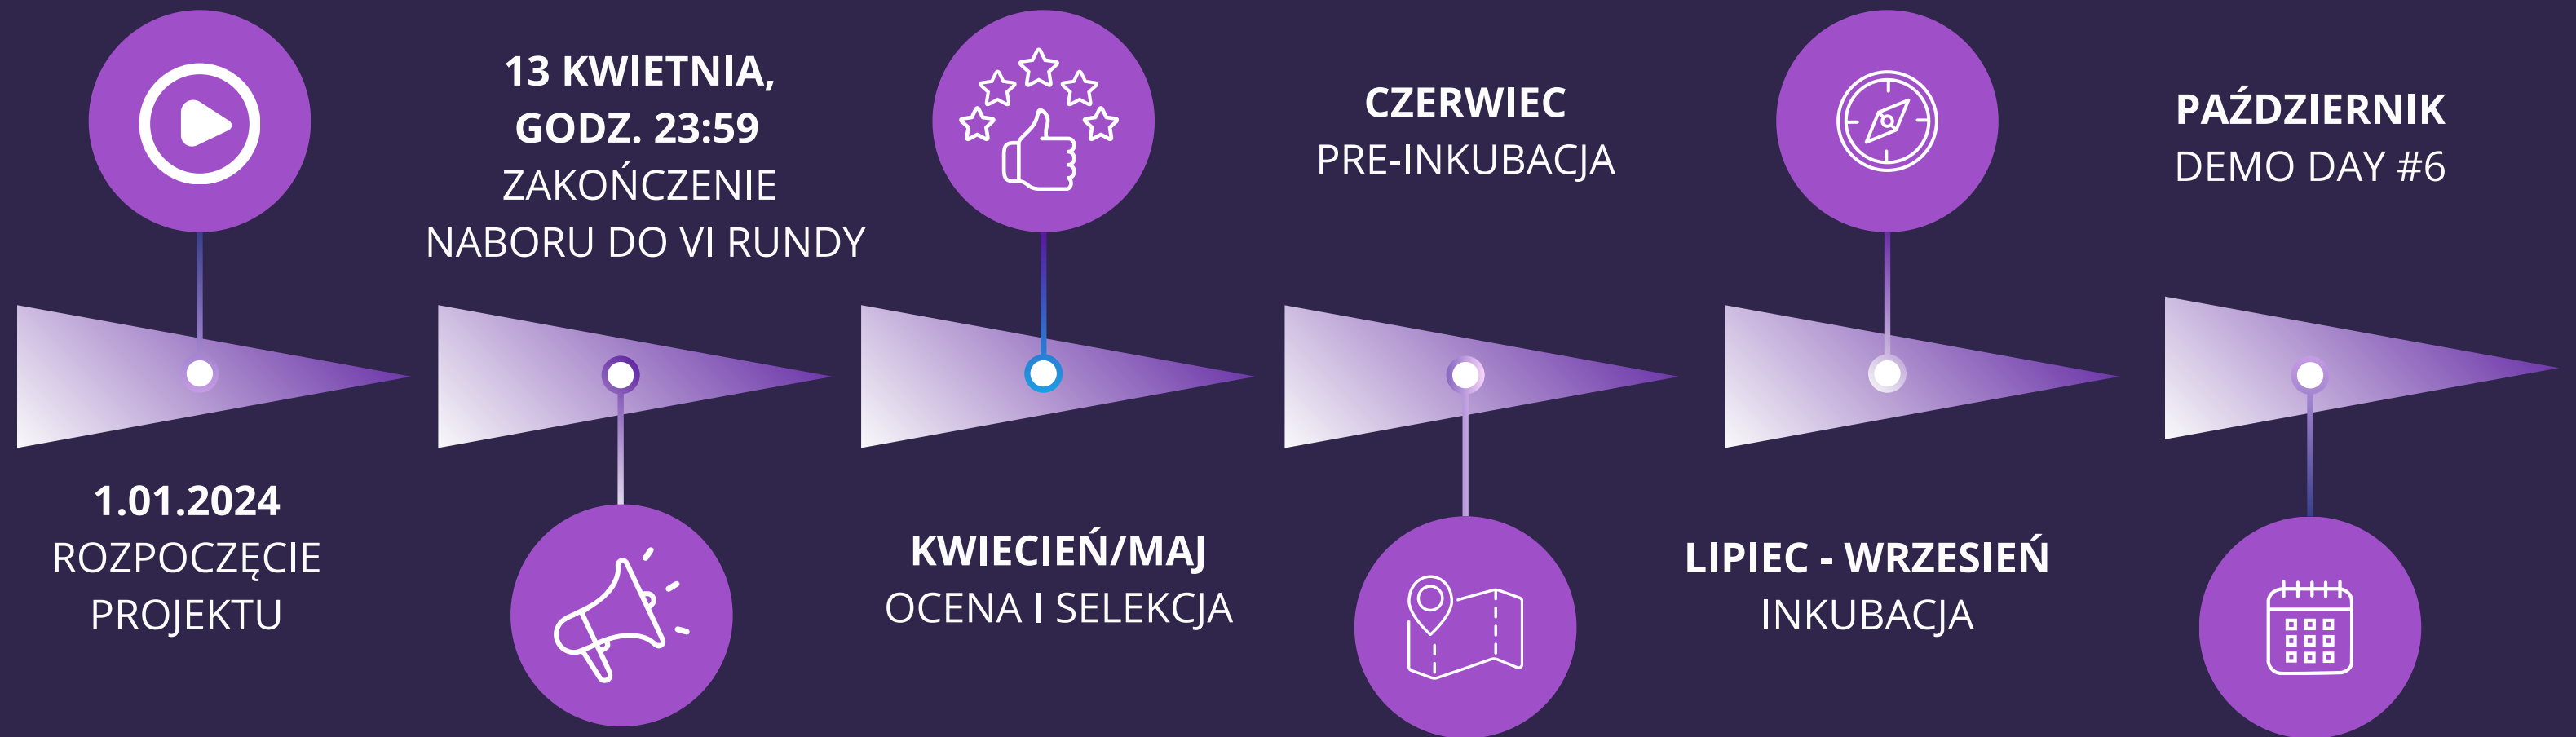 1.01.2024
ROZPOCZĘCIE
PROJEKTU
13 KWIETNIA,
GODZ. 23:59
ZAKOŃCZENIE
NABORU DO VI RUNDY
KWIECIEŃ/MAJ
OCENA I SELEKCJA
CZERWIEC
PRE-INKUBACJA
LIPIEC - WRZESIEŃ
INKUBACJA
PAŹDZIERNIK
DEMO DAY #6